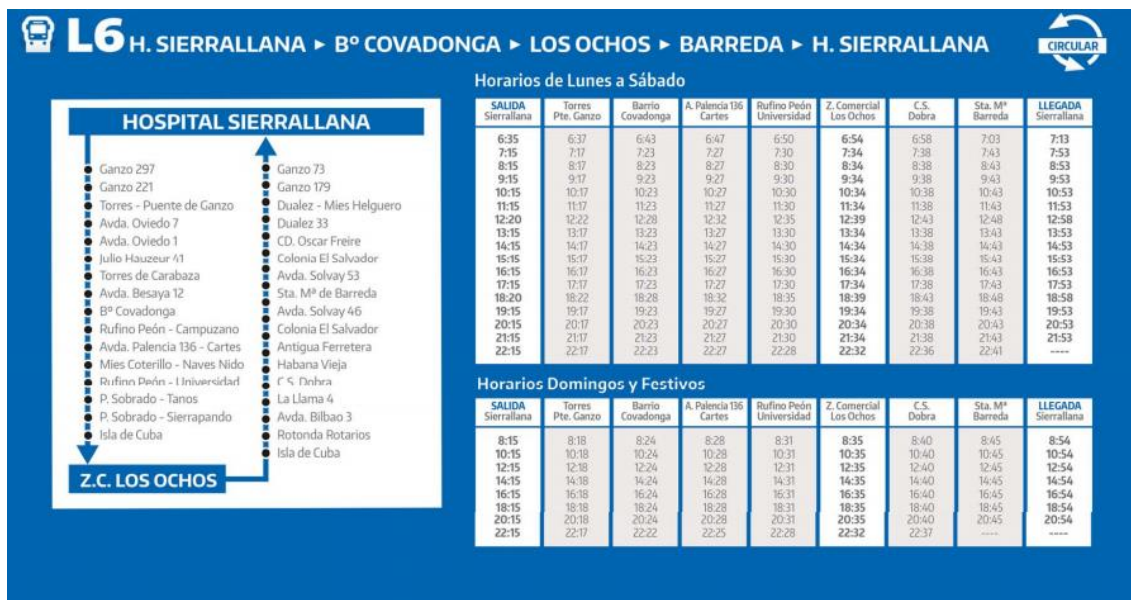 L6 H. SIERRALLANA ▸ Bº COVADONGA ▸ LOS OCHOS ▸ BARREDA ▸ H. SIERRALLANA
CIRCULAR
HOSPITAL SIERRALLANA
Ganzo 297
Ganzo 221
Torres - Puente de Ganzo
Avda. Oviedo 7
Avda. Oviedo 1
Julio Hauzeur 41
Torres de Carabaza
Avda. Besaya 12
Bº Covadonga
Rufino Peón - Campuzano
Avda. Palencia 136 - Cartes
Mies Coterillo - Naves Nido
Rufino Peón - Universidad
P. Sobrado - Tanos
P. Sobrado - Sierrapando
Isla de Cuba
Z.C. LOS OCHOS
Ganzo 73
Ganzo 179
Dualez - Mies Helguero
Dualez 33
CD. Oscar Freire
Colonia El Salvador
Avda. Solvay 53
Sta. Mª de Barreda
Avda. Solvay 46
Colonia El Salvador
Antigua Ferretera
Habana Vieja
C.S. Dobra
La Llama 4
Avda. Bilbao 3
Rotonda Rotarios
Isla de Cuba
Horarios de Lunes a Sábado
SALIDA Torres Barrio A. Palencia 136 Rufino Peón Z. Comercial C.S. Sta. Mª LLEGADA
Sierrallana Pte. Ganzo Covadonga Cartes Universidad Los Ochos Dobra Barreda Sierrallana
6:35 6:37 6:43 6:47 6:50 6:54 6:58 7:03 7:13
7:15 7:17 7:23 7:27 7:30 7:34 7:38 7:43 7:53
8:15 8:17 8:23 8:27 8:30 8:34 8:38 8:43 8:53
9:15 9:17 9:23 9:27 9:30 9:34 9:38 9:43 9:53
10:15 10:17 10:23 10:27 10:30 10:34 10:38 10:43 10:53
11:15 11:17 11:23 11:27 11:30 11:34 11:38 11:43 11:53
12:20 12:22 12:28 12:32 12:35 12:39 12:43 12:48 12:58
13:15 13:17 13:23 13:27 13:30 13:34 13:38 13:43 13:53
14:15 14:17 14:23 14:27 14:30 14:34 14:38 14:43 14:53
15:15 15:17 15:23 15:27 15:30 15:34 15:38 15:43 15:53
16:15 16:17 16:23 16:27 16:30 16:34 16:38 16:43 16:53
17:15 17:17 17:23 17:27 17:30 17:34 17:38 17:43 17:53
18:20 18:22 18:28 18:32 18:35 18:39 18:43 18:48 18:58
19:15 19:17 19:23 19:27 19:30 19:34 19:38 19:43 19:53
20:15 20:17 20:23 20:27 20:30 20:34 20:38 20:43 20:53
21:15 21:17 21:23 21:27 21:30 21:34 21:38 21:43 21:53
22:15 22:17 22:23 22:27 22:28 22:32 22:36 22:41 ----
Horarios Domingos y Festivos
SALIDA Torres Barrio A. Palencia 136 Rufino Peón Z. Comercial C.S. Sta. Mª LLEGADA
Sierrallana Pte. Ganzo Covadonga Cartes Universidad Los Ochos Dobra Barreda Sierrallana
8:15 8:18 8:24 8:28 8:31 8:35 8:40 8:45 8:54
10:15 10:18 10:24 10:28 10:31 10:35 10:40 10:45 10:54
12:15 12:18 12:24 12:28 12:31 12:35 12:40 12:45 12:54
14:15 14:18 14:24 14:28 14:31 14:35 14:40 14:45 14:54
16:15 16:18 16:24 16:28 16:31 16:35 16:40 16:45 16:54
18:15 18:18 18:24 18:28 18:31 18:35 18:40 18:45 18:54
20:15 20:18 20:24 20:28 20:31 20:35 20:40 20:45 20:54
22:15 22:17 22:22 22:25 22:28 22:32 22:37 ---- ----